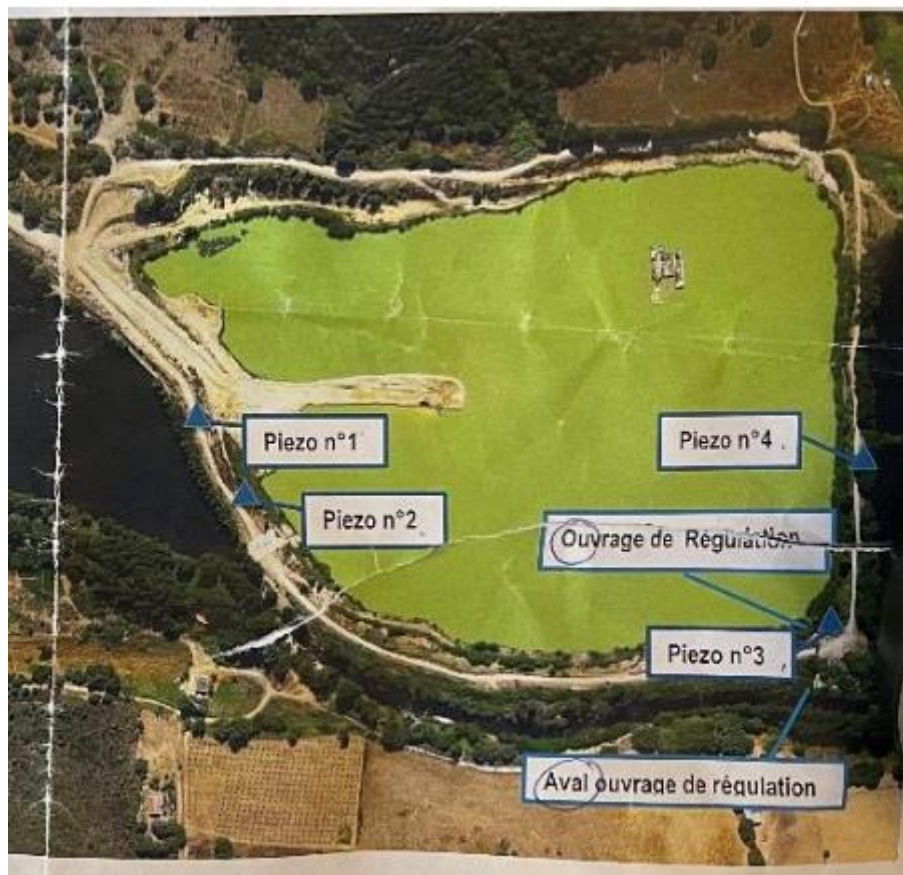 Piezo n°1
Piezo n°4
Piezo n°2
Ouvrage de Régulation
Piezo n°3
Aval ouvrage de régulation